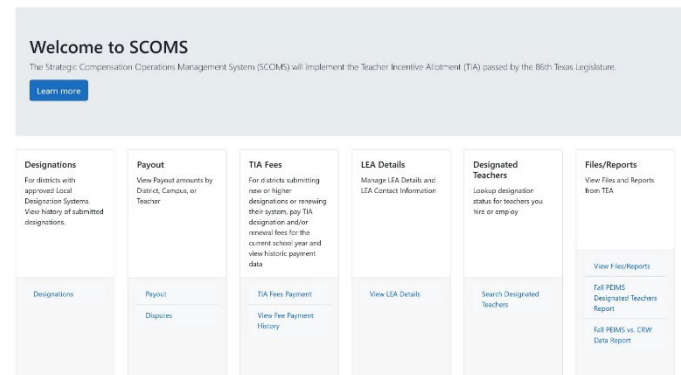 Welcome to SCOMS
The Strategic Compensation Operations Management System (SCOMS) will implement the Teacher Incentive Allotment (TIA) passed by the 86th Texas Legislature.
Learn more
Designations
For districts with
approved Local
Designation Systems.
View history of submitted
designations.
Designations
Payout
View Payout amounts by
District, Campus, or
Teacher
Payout
Disputes
TIA Fees
For districts submitting
new or higher
designations or renewing
their system, pay TIA
designation and/or
renewal fees for the
current school year and
view historic payment
data
TIA Fees Payment
View Fee Payment
History
LEA Details
Manage LEA Details and
LEA Contact Information
View LEA Details
Designated
Teachers
Lookup designation
status for teachers you
hire or employ
Search Designated
Teachers
Files/Reports
View Files and Reports
from TEA
View Files/Reports
Fall PEIMS
Designated Teachers
Report
Fall PEIMS vs. CRW
Data Report